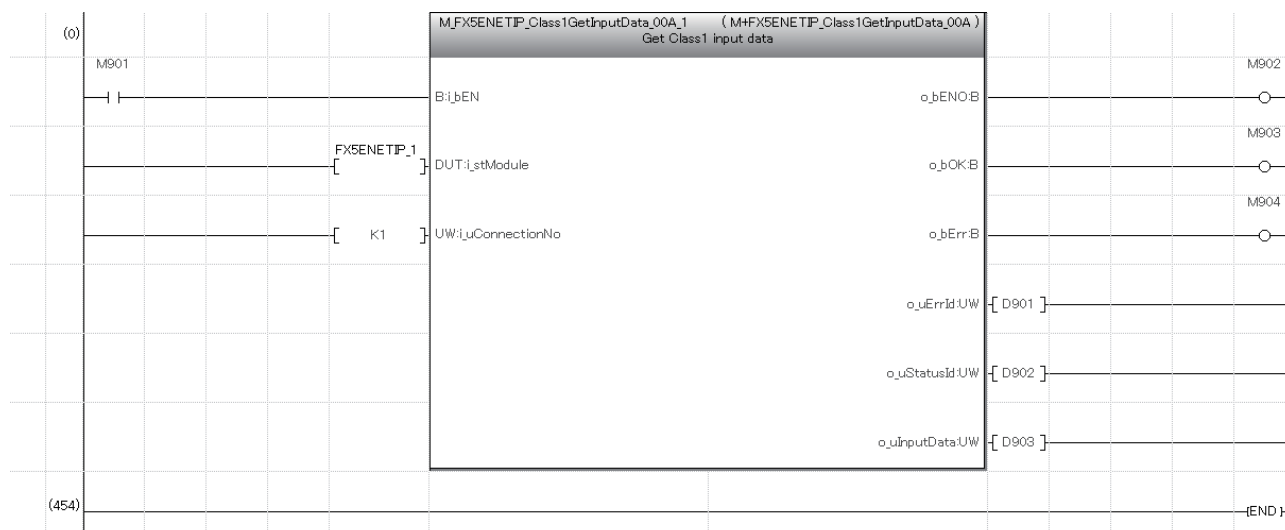 (0)
M_FX5ENETIP_Class1GetInputData_00A_1 ( M+FX5ENETIP_Class1GetInputData_00A )
Get Class1 input data
M901
M902
B:i_bEN
o_bENO:B
M903
FX5ENETIP_1
DUT:i_stModule
o_bOK:B
M904
K1
UW:i_uConnectionNo
o_bErr:B
o_uErrId:UW
D901
o_uStatusId:UW
D902
o_uInputData:UW
D903
(454)
END